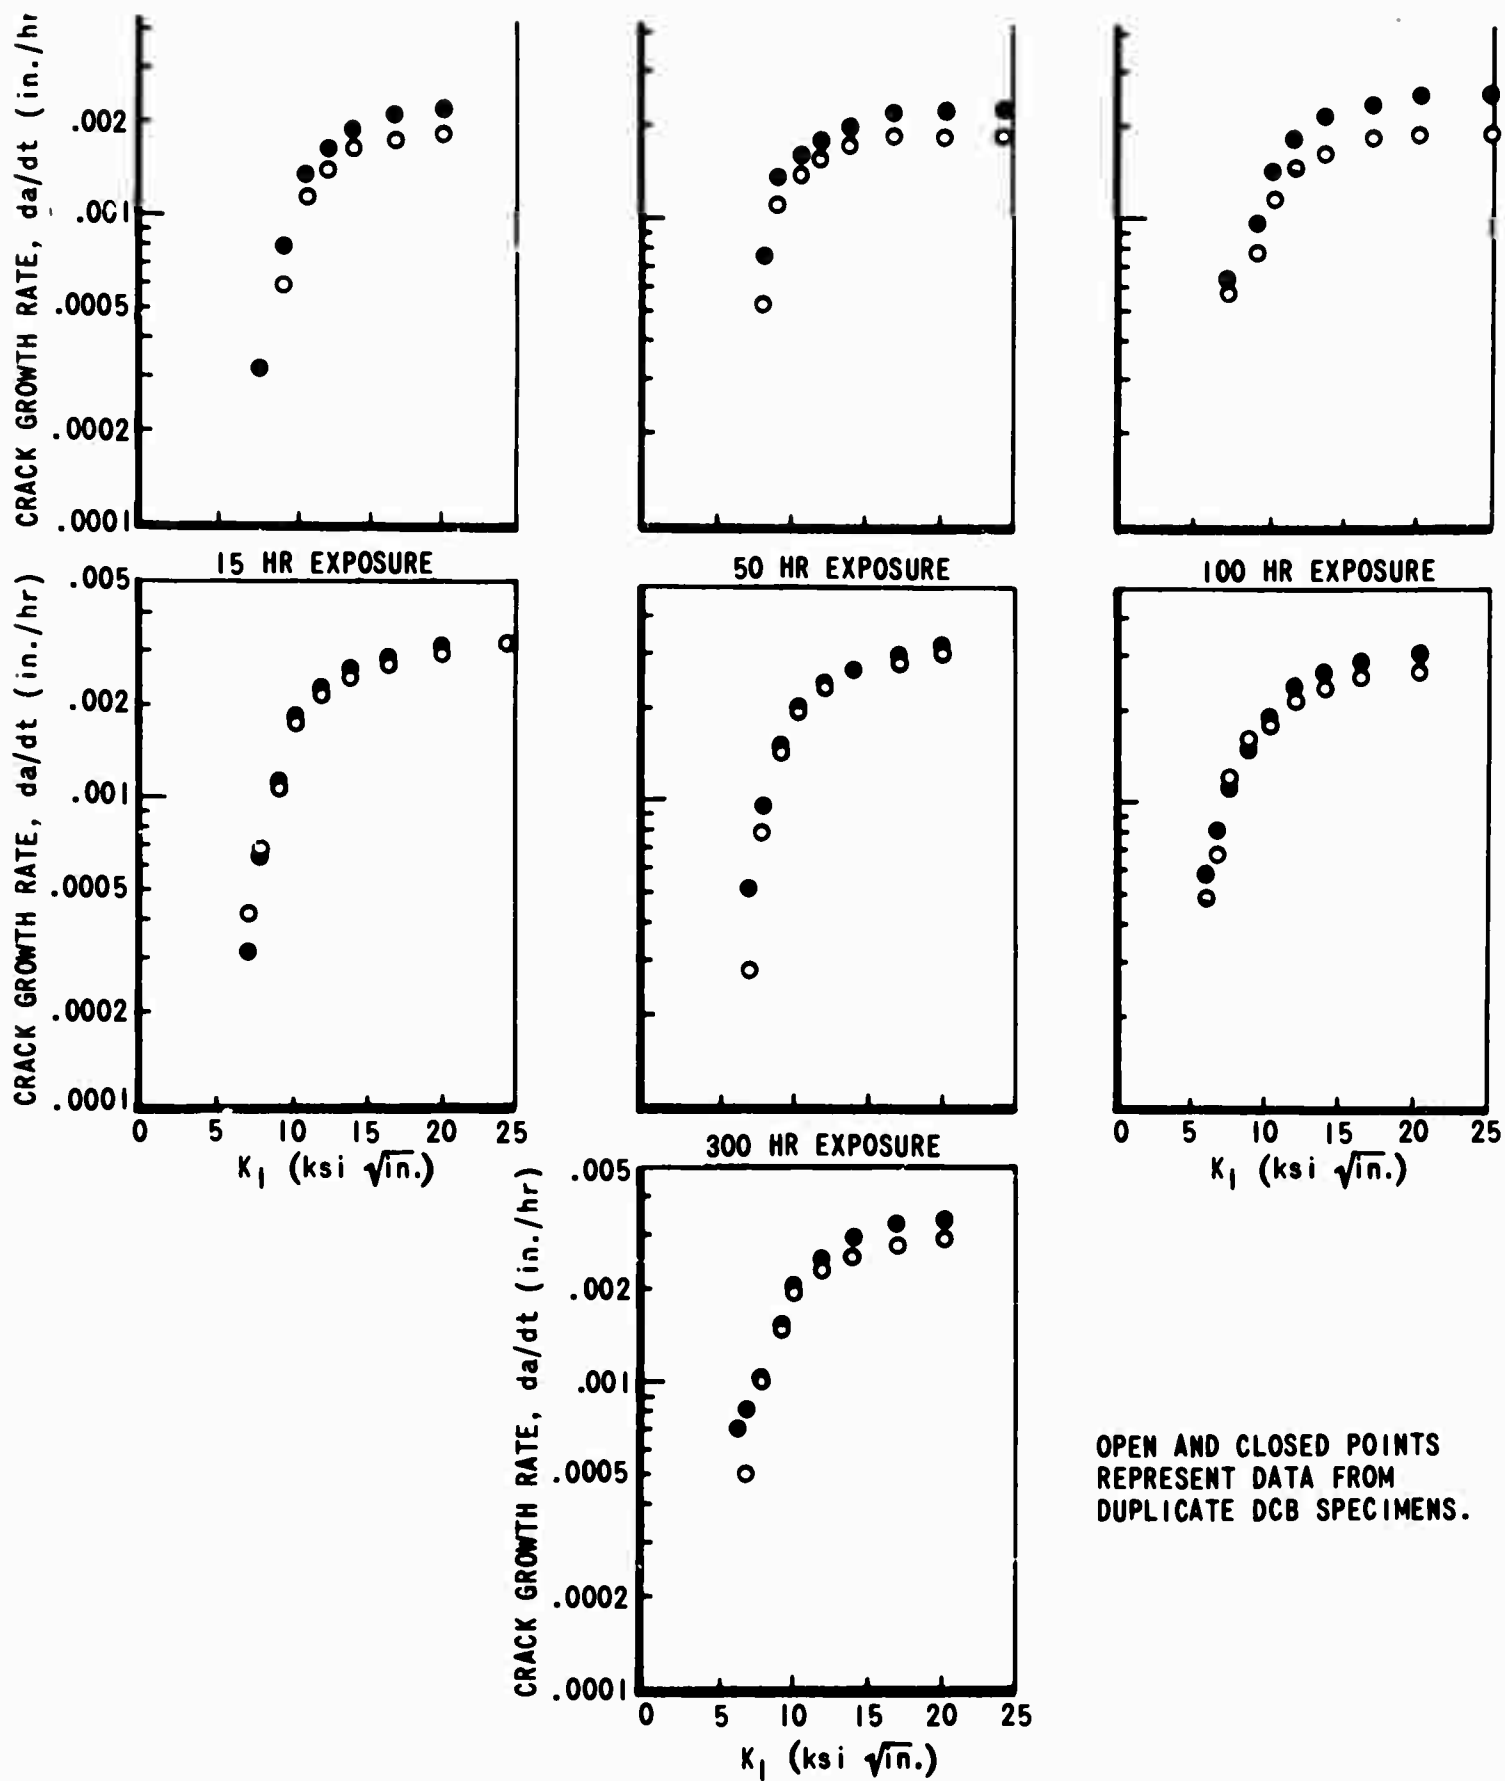 CRACK GROWTH RATE, da/dt (in./hr
.002
.001
.0005
.0002
.0001
15 HR EXPOSURE
50 HR EXPOSURE
100 HR EXPOSURE
CRACK GROWTH RATE, da/dt (in./hr)
.005
.002
.001
.0005
.0002
.0001
0 5 10 15 20 25
K₁ (ksi √in.)
0 5 10 15 20 25
K₁ (ksi √in.)
300 HR EXPOSURE
CRACK GROWTH RATE, da/dt (in./hr)
.005
.002
.001
.0005
.0002
.0001
0 5 10 15 20 25
K₁ (ksi √in.)
OPEN AND CLOSED POINTS
REPRESENT DATA FROM
DUPLICATE DCB SPECIMENS.